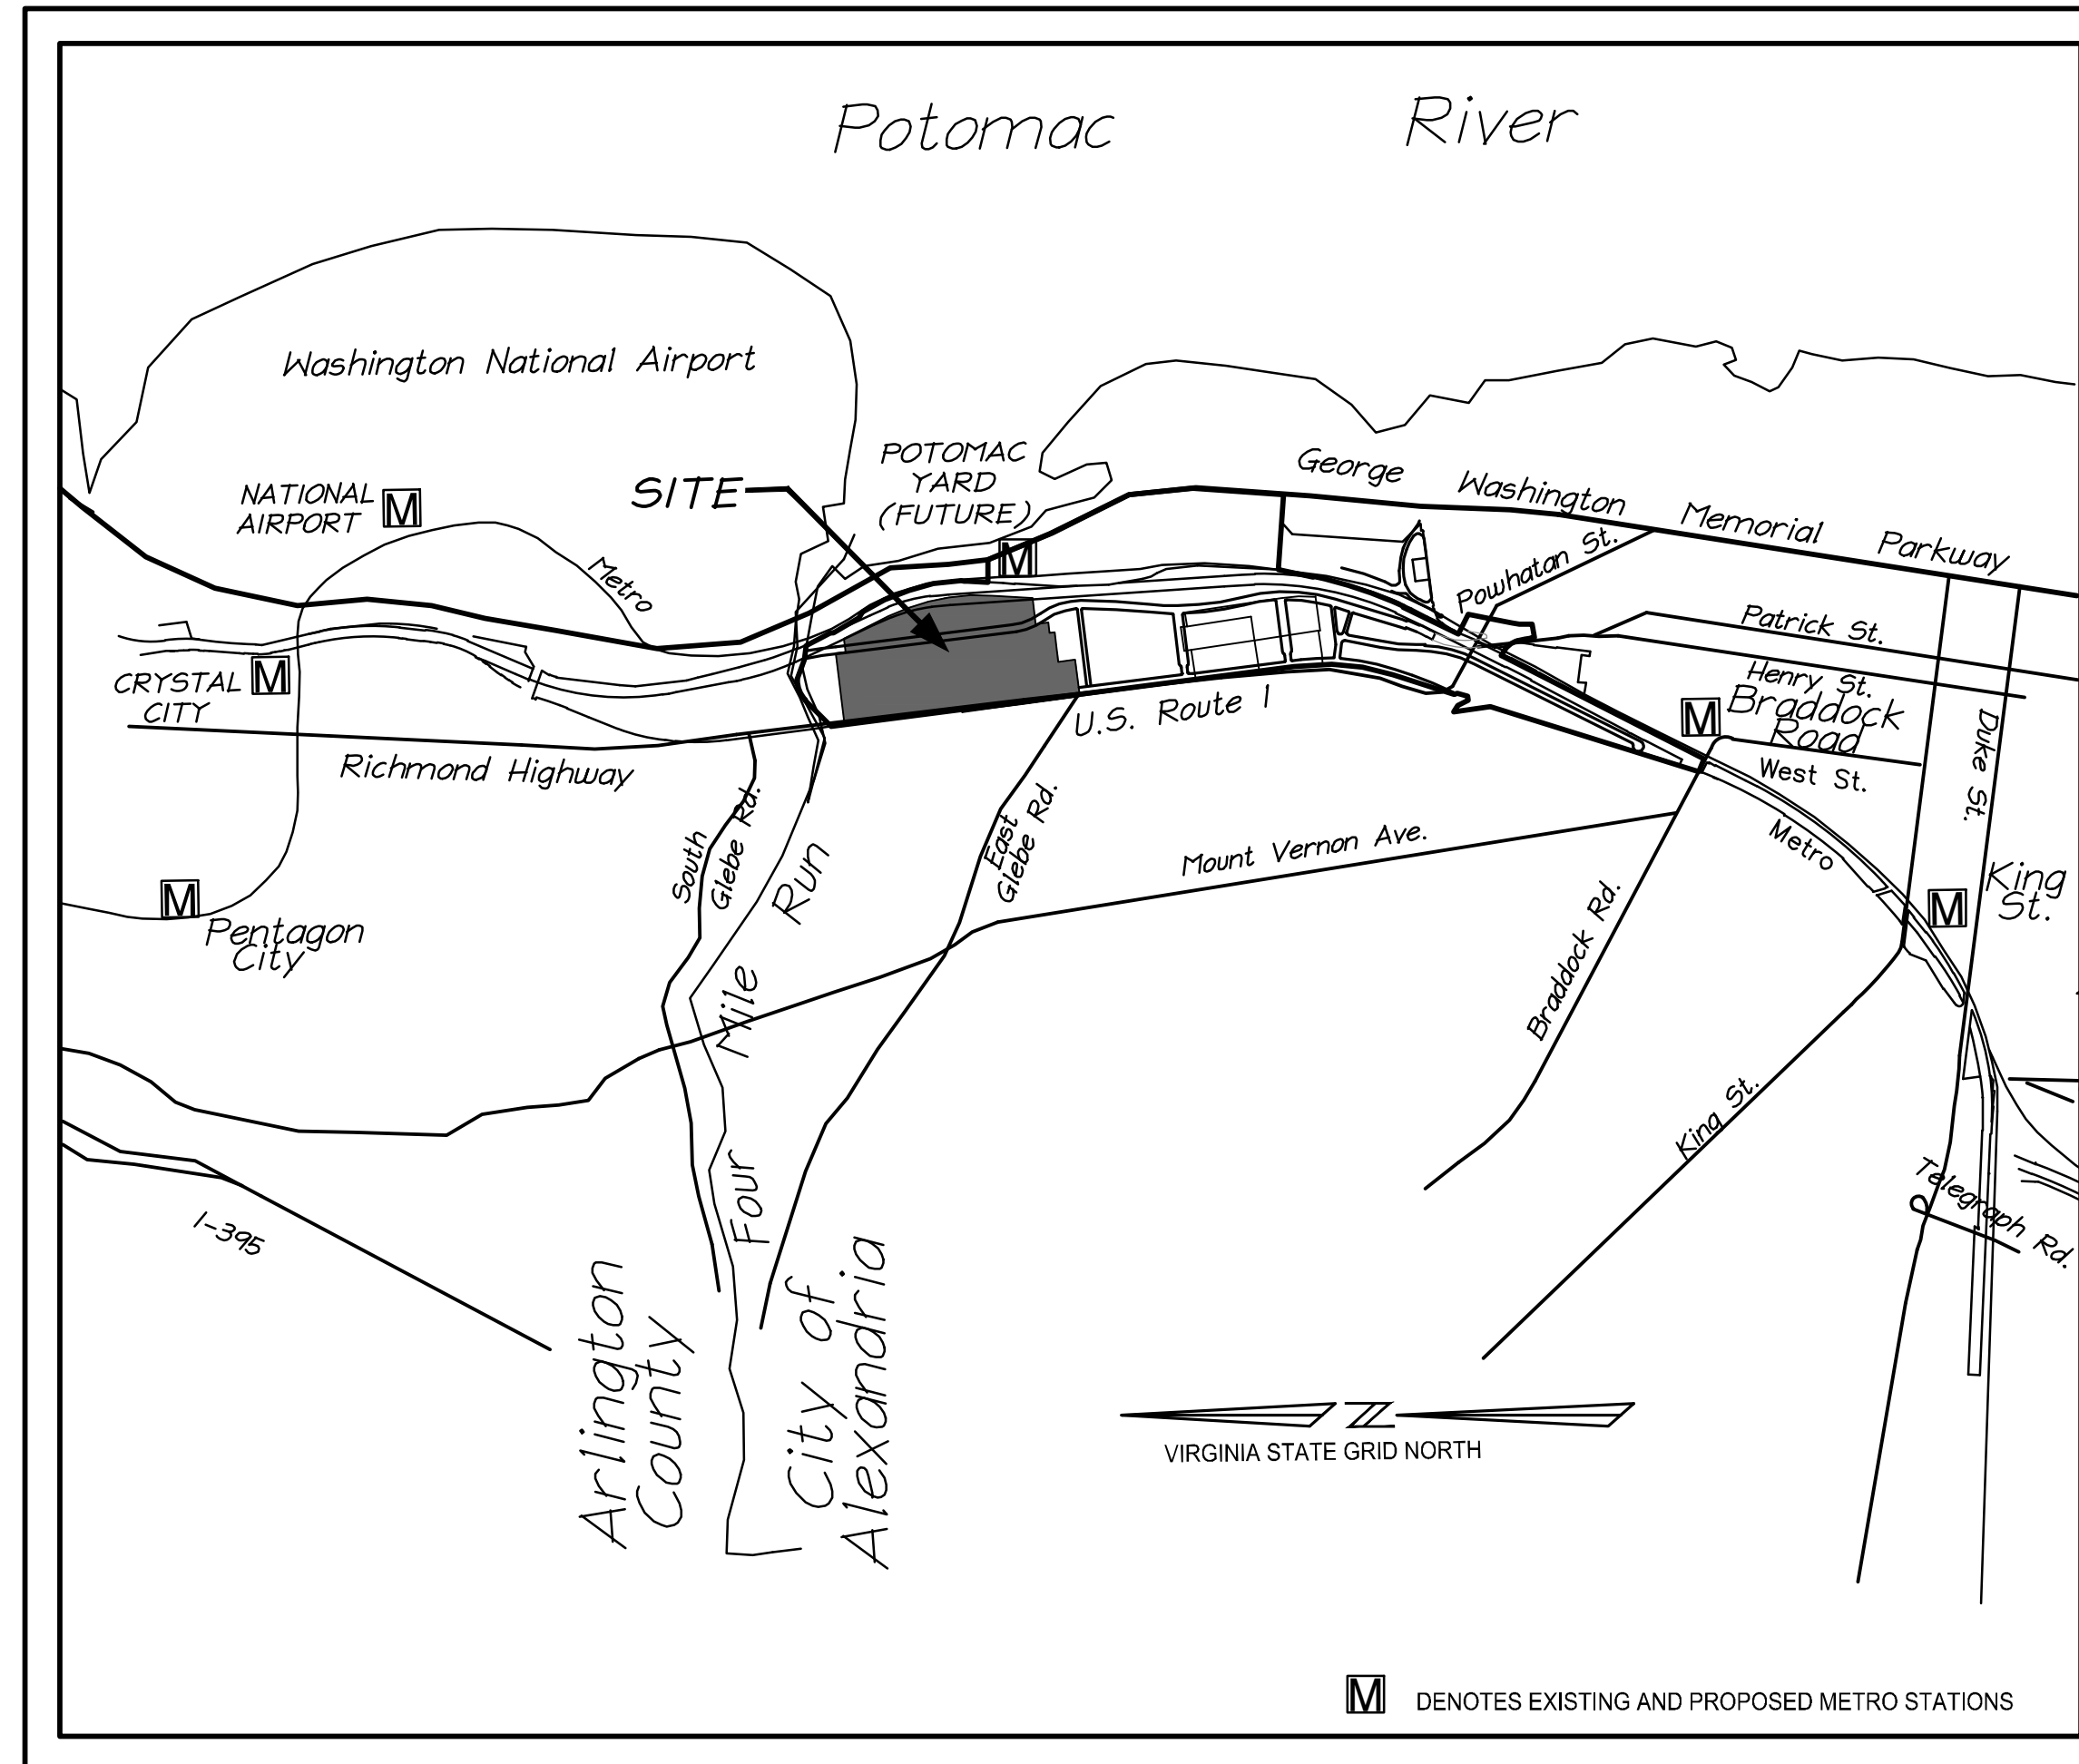 Potomac River
Washington National Airport
POTOMAC
YARD
(FUTURE)
SITE
NATIONAL
AIRPORT
M
M
George Washington Memorial Parkway
Metro
Powhatan St.
Patrick St.
CRYSTAL
CITY
M
Henry St.
M
Braddock
Road
U.S. Route 1
Duke St.
Richmond Highway
West St.
South
Glebe Rd.
East
Glebe Rd.
Mount Vernon Ave.
Metro
M
Pentagon
City
Four Mile Run
Braddock Rd.
M
King
St.
King St.
Telegraph Rd.
I-395
Arlington
County
City of
Alexandria
N
VIRGINIA STATE GRID NORTH
M DENOTES EXISTING AND PROPOSED METRO STATIONS